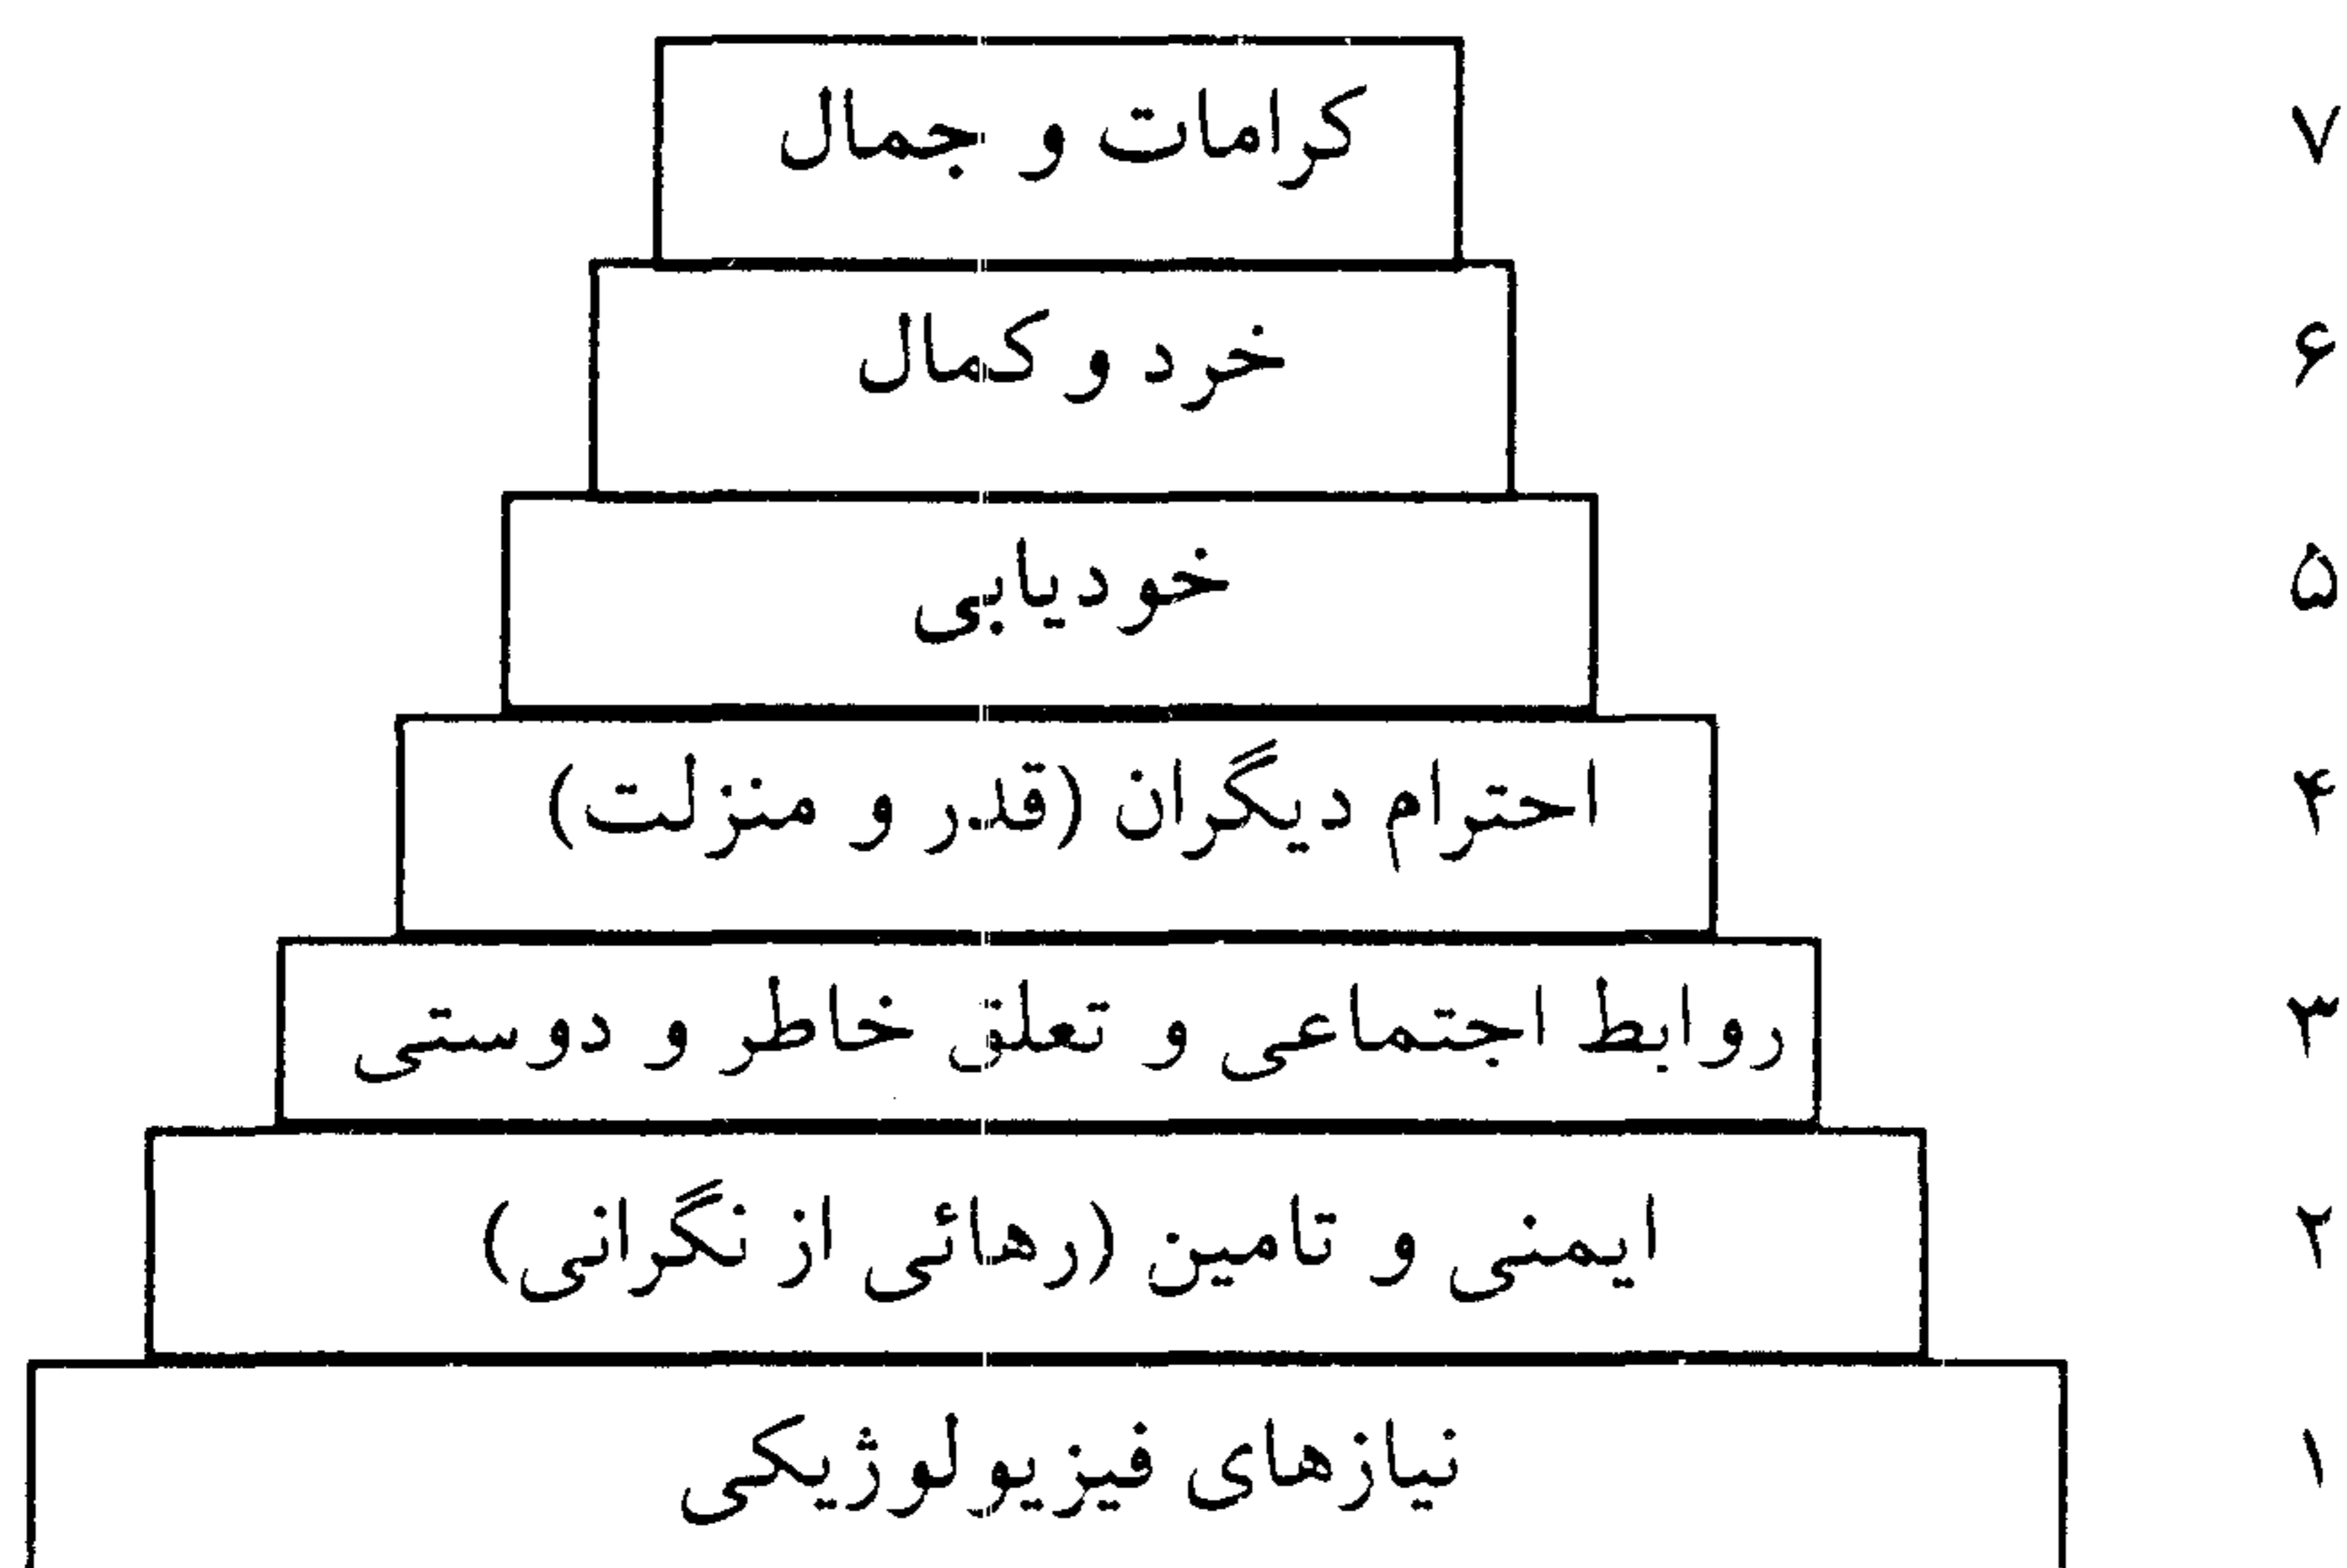 ۷ کرامات و جمال
۶ خرد و کمال
۵ خودیابی
۴ احترام دیگران (قدر و منزلت)
۳ روابط اجتماعی و تعلق خاطر و دوستی
۲ ایمنی و تامین (رهائی از نگرانی)
۱ نیازهای فیزیولوژیکی